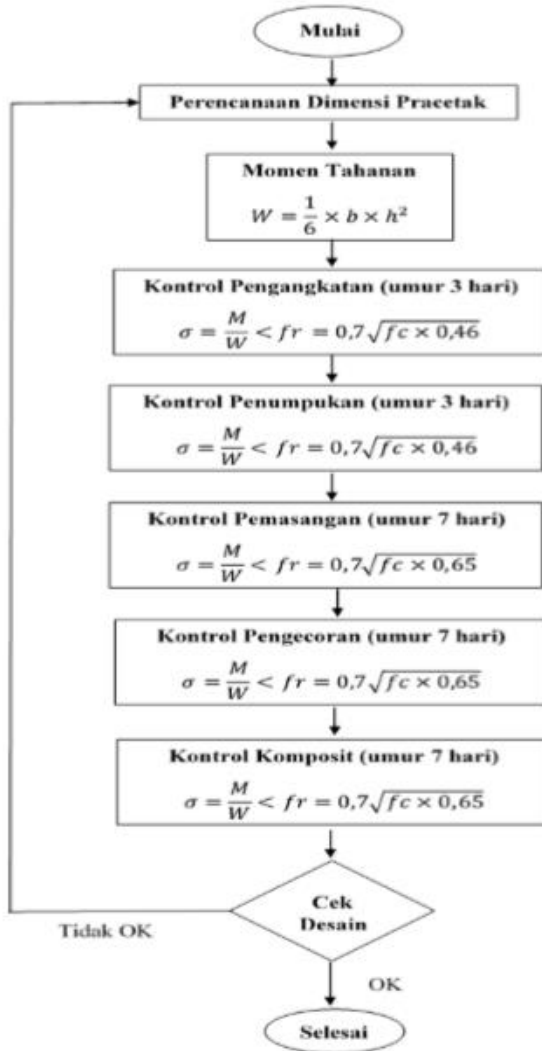 Mulai
Perencanaan Dimensi Pracetak
Momen Tahanan
W = 1/6 × b × h²
Kontrol Pengangkatan (umur 3 hari)
σ = M/W < fr = 0,7√(fc × 0,46)
Kontrol Penumpukan (umur 3 hari)
σ = M/W < fr = 0,7√(fc × 0,46)
Kontrol Pemasangan (umur 7 hari)
σ = M/W < fr = 0,7√(fc × 0,65)
Kontrol Pengecoran (umur 7 hari)
σ = M/W < fr = 0,7√(fc × 0,65)
Kontrol Komposit (umur 7 hari)
σ = M/W < fr = 0,7√(fc × 0,65)
Cek
Desain
Tidak OK
OK
Selesai